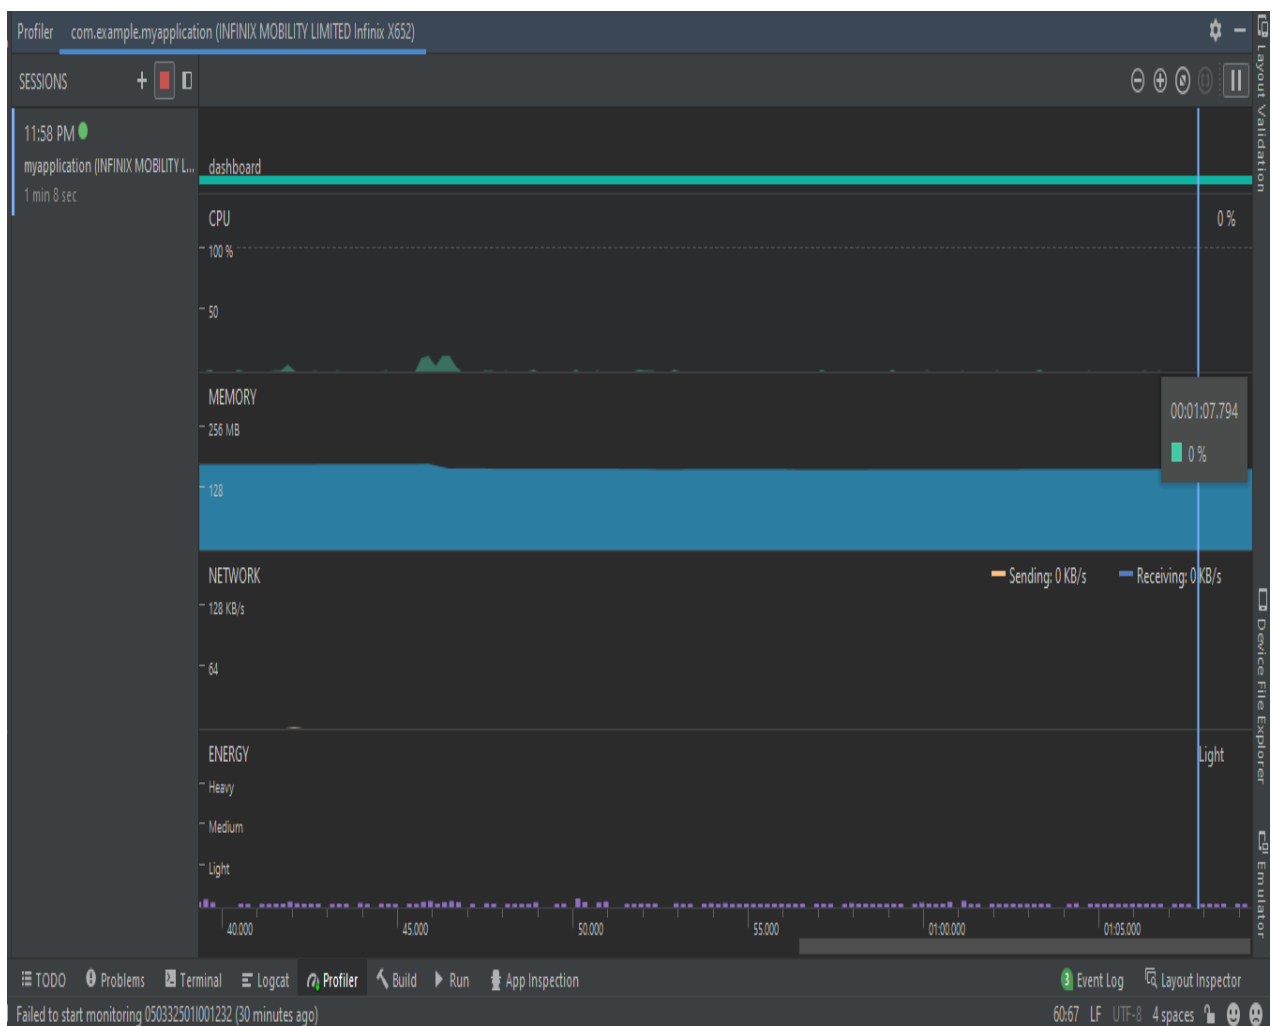 Profiler com.example.myapplication (INFINIX MOBILITY LIMITED Infinix X652)
SESSIONS
11:58 PM
myapplication (INFINIX MOBILITY L...
1 min 8 sec
dashboard
CPU
0 %
100 %
50
MEMORY
256 MB
128
00:01:07.794
0 %
NETWORK
Sending: 0 KB/s
Receiving: 0 KB/s
128 KB/s
64
ENERGY
Light
Heavy
Medium
Light
40.000 45.000 50.000 55.000 01:00.000 01:05.000
Layout Validation
Device File Explorer
Emulator
TODO Problems Terminal Logcat Profiler Build Run App Inspection 3 Event Log Layout Inspector
Failed to start monitoring 050332501I001232 (30 minutes ago) 60:67 LF UTF-8 4 spaces